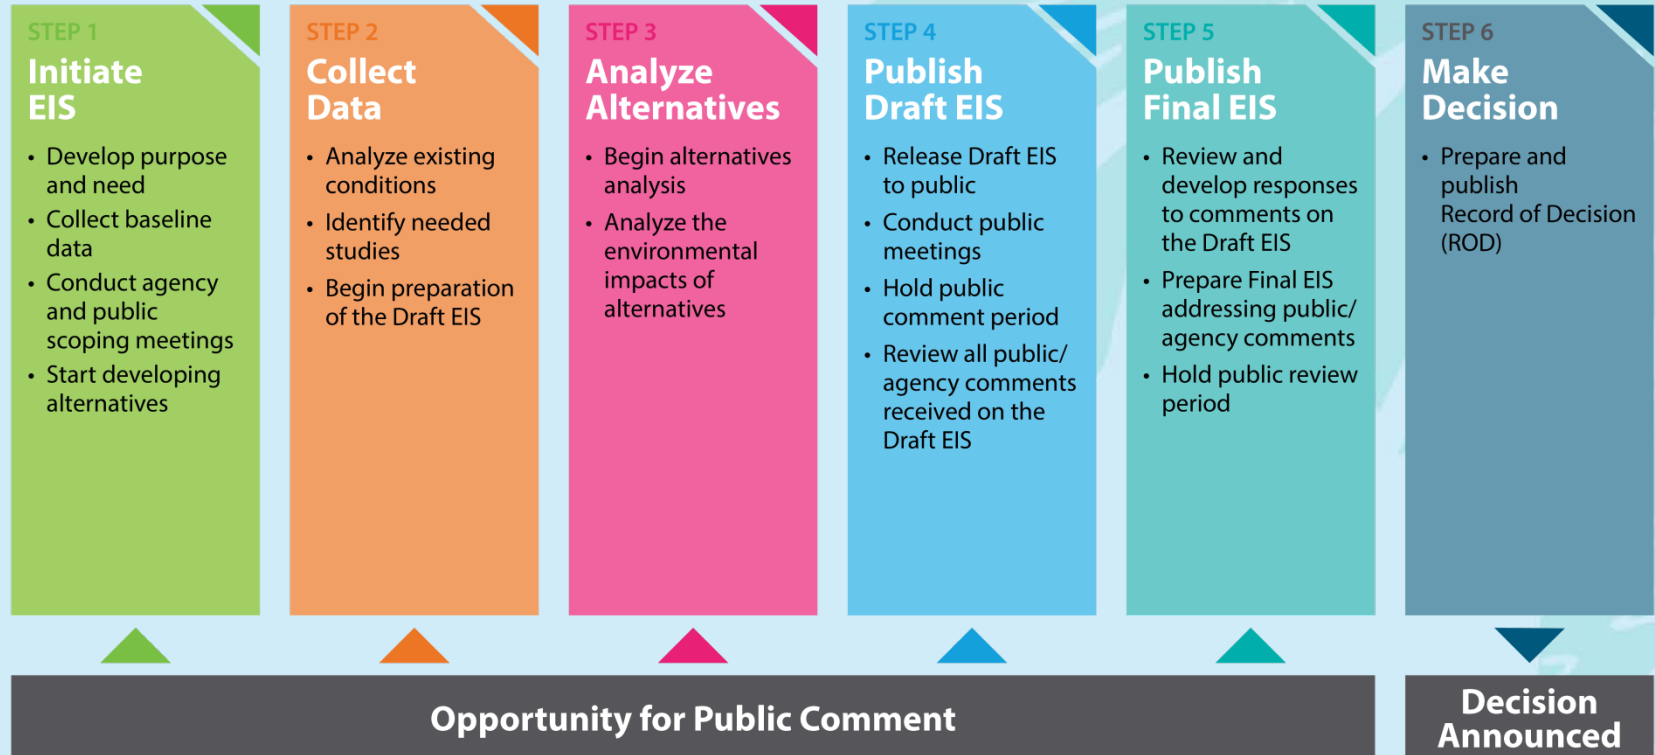 STEP 1
Initiate
EIS
• Develop purpose
and need
• Collect baseline
data
• Conduct agency
and public
scoping meetings
• Start developing
alternatives
STEP 2
Collect
Data
• Analyze existing
conditions
• Identify needed
studies
• Begin preparation
of the Draft EIS
STEP 3
Analyze
Alternatives
• Begin alternatives
analysis
• Analyze the
environmental
impacts of
alternatives
STEP 4
Publish
Draft EIS
• Release Draft EIS
to public
• Conduct public
meetings
• Hold public
comment period
• Review all public/
agency comments
received on the
Draft EIS
STEP 5
Publish
Final EIS
• Review and
develop responses
to comments on
the Draft EIS
• Prepare Final EIS
addressing public/
agency comments
• Hold public review
period
STEP 6
Make
Decision
• Prepare and
publish
Record of Decision
(ROD)
Opportunity for Public Comment
Decision
Announced